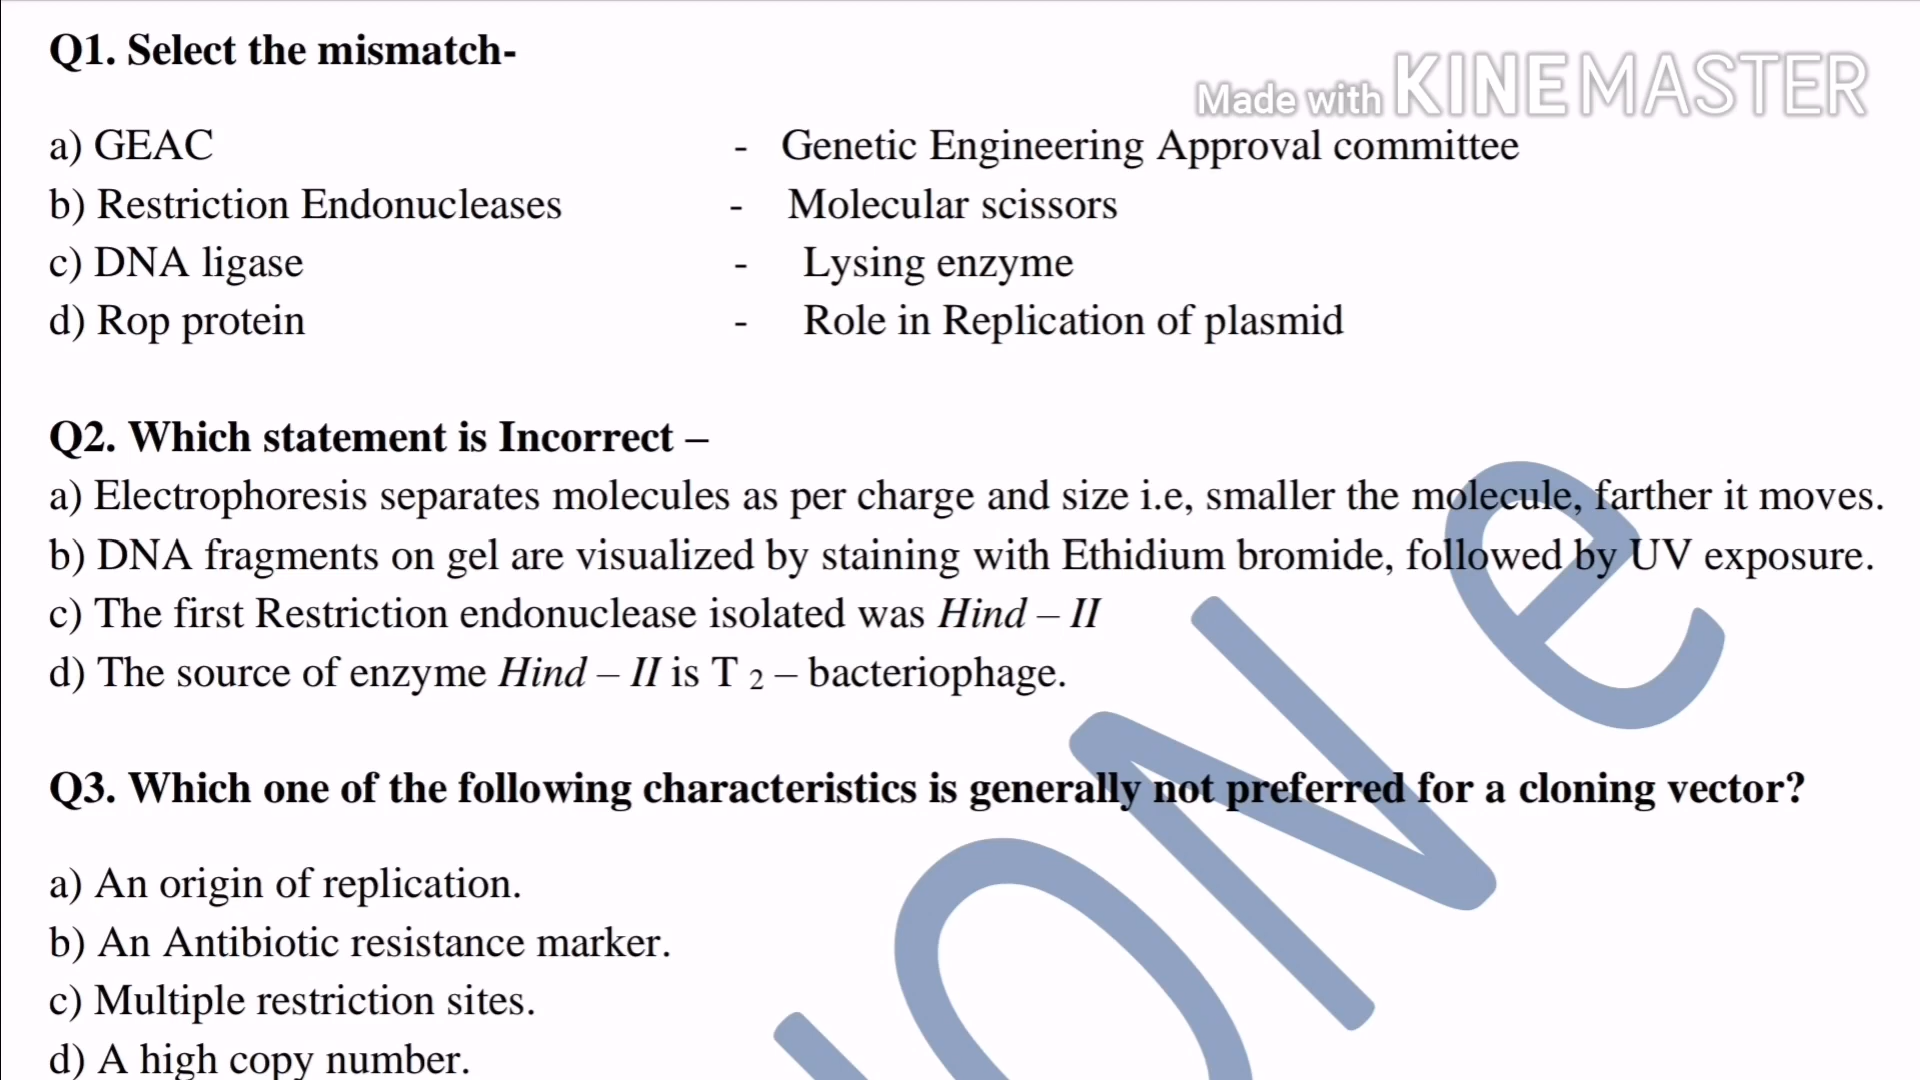 Q1. Select the mismatch-
Made with KINEMASTER
a) GEAC - Genetic Engineering Approval committee
b) Restriction Endonucleases - Molecular scissors
c) DNA ligase - Lysing enzyme
d) Rop protein - Role in Replication of plasmid
Q2. Which statement is Incorrect –
a) Electrophoresis separates molecules as per charge and size i.e, smaller the molecule, farther it moves.
b) DNA fragments on gel are visualized by staining with Ethidium bromide, followed by UV exposure.
c) The first Restriction endonuclease isolated was Hind – II
d) The source of enzyme Hind – II is T 2 – bacteriophage.
Q3. Which one of the following characteristics is generally not preferred for a cloning vector?
a) An origin of replication.
b) An Antibiotic resistance marker.
c) Multiple restriction sites.
d) A high copy number.